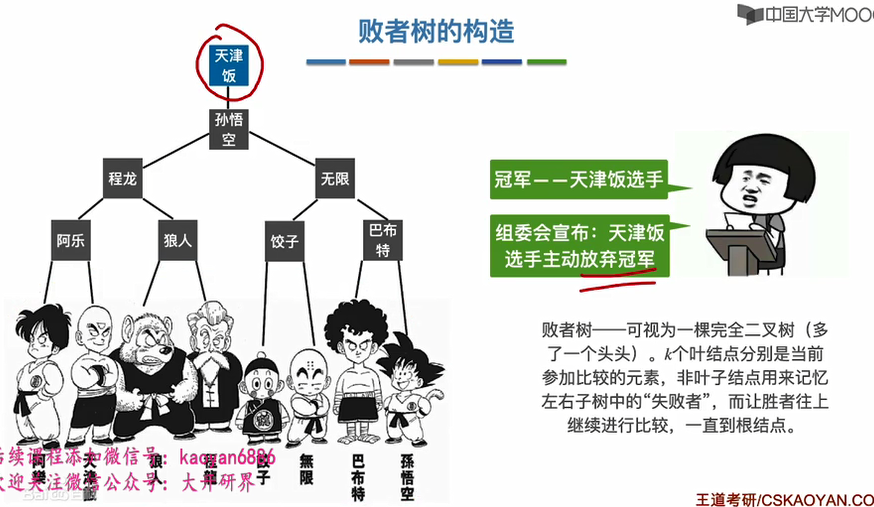 中国大学MOOC
败者树的构造
天津
饭
孙悟
空
程龙
无限
阿乐
狼人
饺子
巴布
特
冠军——天津饭选手
组委会宣布：天津饭
选手主动放弃冠军
败者树——可视为一棵完全二叉树（多
了一个头头）。k个叶结点分别是当前
参加比较的元素，非叶子结点用来记忆
左右子树中的“失败者”，而让胜者往上
继续进行比较，一直到根结点。
狼人
餃子
無限
巴布特
孫悟空
后续课程添加微信号：kaoyan6886
欢迎关注微信公众号：大开研界
王道考研/CSKAOYAN.CO